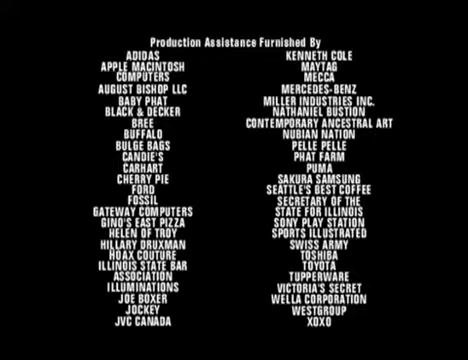 Production Assistance Furnished By
ADIDAS
APPLE MACINTOSH
COMPUTERS
AUGUST BISHOP LLC
BABY PHAT
BLACK & DECKER
BREE
BUFFALO
BULGE BAGS
CANDIE'S
CARHART
CHERRY PIE
FORD
FOSSIL
GATEWAY COMPUTERS
GINO'S EAST PIZZA
HELEN OF TROY
HILLARY DRUXMAN
HOAX COUTURE
ILLINOIS STATE BAR
ASSOCIATION
ILLUMINATIONS
JOE BOXER
JOCKEY
JVC CANADA
KENNETH COLE
MAYTAG
MECCA
MERCEDES-BENZ
MILLER INDUSTRIES INC.
NATHANIEL BUSTION
CONTEMPORARY ANCESTRAL ART
NUBIAN NATION
PELLE PELLE
PHAT FARM
PUMA
SAKURA SAMSUNG
SEATTLE'S BEST COFFEE
SECRETARY OF THE
STATE FOR ILLINOIS
SONY PLAY STATION
SPORTS ILLUSTRATED
SWISS ARMY
TOSHIBA
TOYOTA
TUPPERWARE
VICTORIA'S SECRET
WELLA CORPORATION
WESTGROUP
XOXO